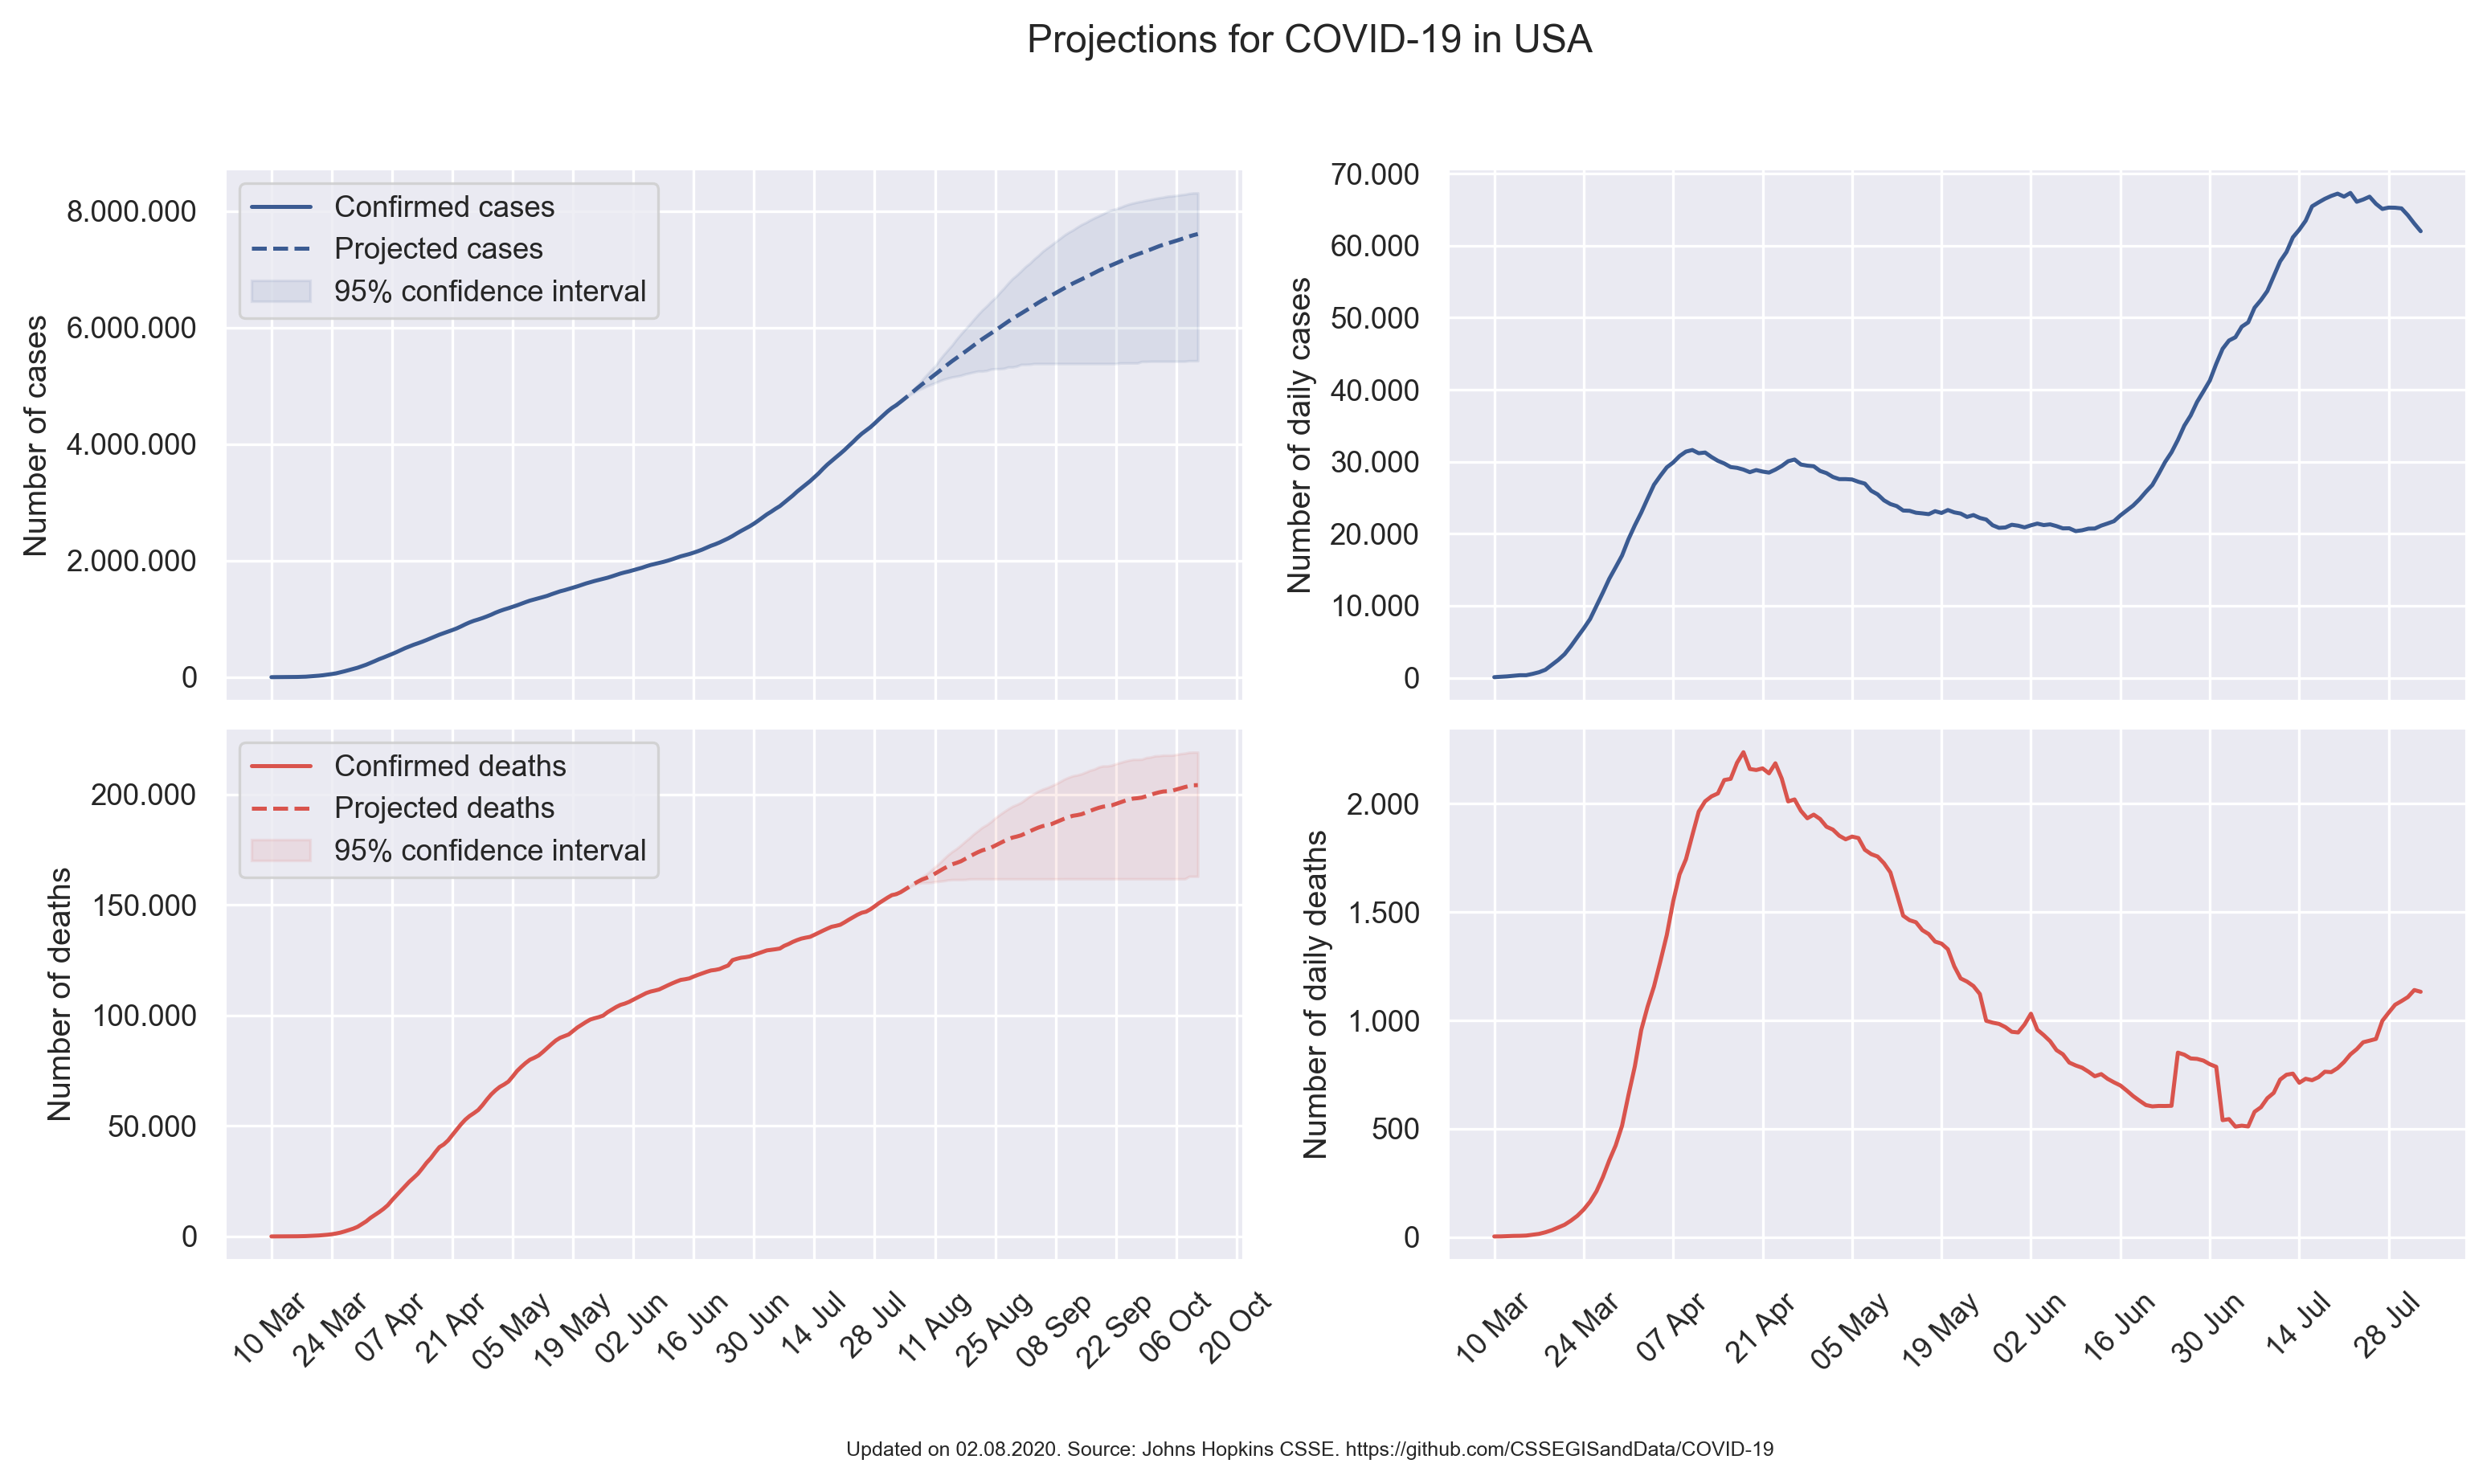 Projections for COVID-19 in USA
Number of cases
8.000.000
6.000.000
4.000.000
2.000.000
0
Confirmed cases
Projected cases
95% confidence interval
Number of daily cases
70.000
60.000
50.000
40.000
30.000
20.000
10.000
0
Number of deaths
200.000
150.000
100.000
50.000
0
Confirmed deaths
Projected deaths
95% confidence interval
10 Mar
24 Mar
07 Apr
21 Apr
05 May
19 May
02 Jun
16 Jun
30 Jun
14 Jul
28 Jul
11 Aug
25 Aug
08 Sep
22 Sep
06 Oct
20 Oct
Number of daily deaths
2.000
1.500
1.000
500
0
10 Mar
24 Mar
07 Apr
21 Apr
05 May
19 May
02 Jun
16 Jun
30 Jun
14 Jul
28 Jul
Updated on 02.08.2020. Source: Johns Hopkins CSSE. https://github.com/CSSEGISandData/COVID-19